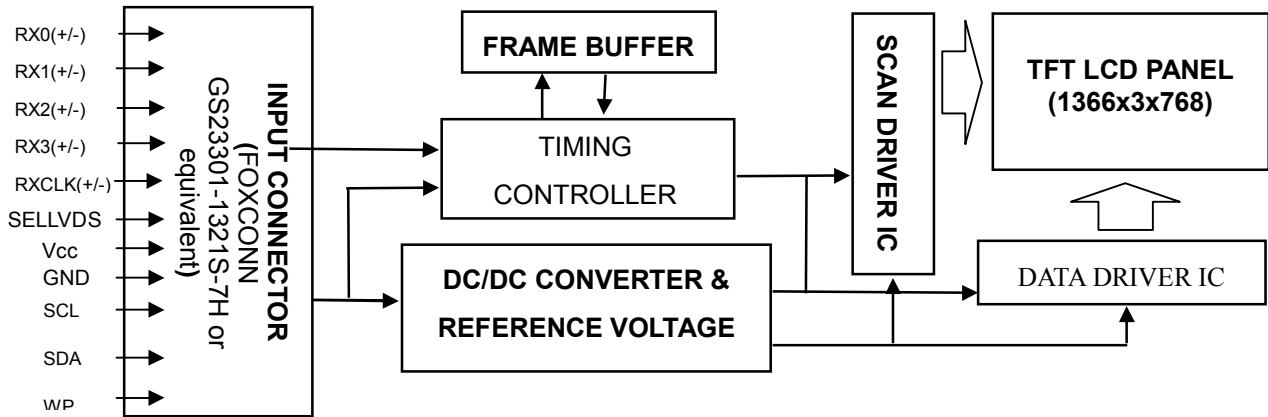 RX0(+/-)
RX1(+/-)
RX2(+/-)
RX3(+/-)
RXCLK(+/-)
SELLVDS
Vcc
GND
SCL
SDA
WP
INPUT CONNECTOR
(FOXCONN
GS23301-1321S-7H or
equivalent)
FRAME BUFFER
TIMING
CONTROLLER
DC/DC CONVERTER &
REFERENCE VOLTAGE
SCAN DRIVER IC
TFT LCD PANEL
(1366x3x768)
DATA DRIVER IC